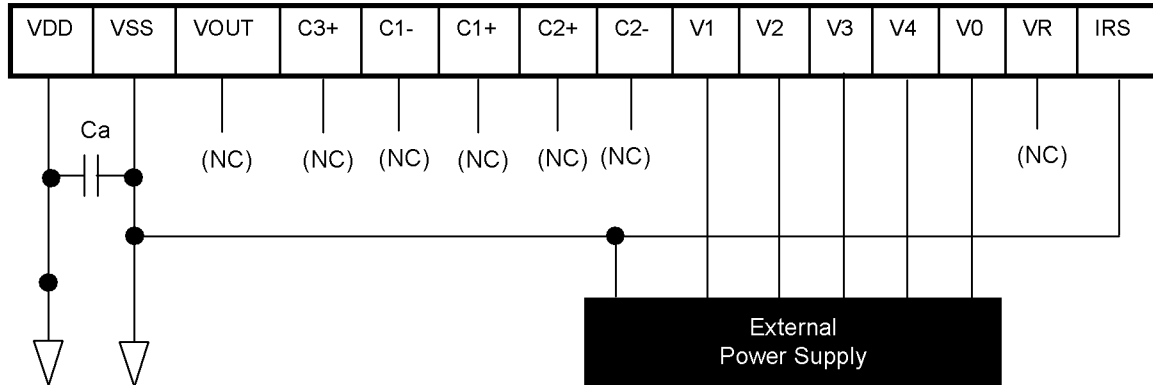 VDD VSS VOUT C3+ C1- C1+ C2+ C2- V1 V2 V3 V4 V0 VR IRS
Ca
(NC) (NC) (NC) (NC) (NC) (NC) (NC)
External
Power Supply